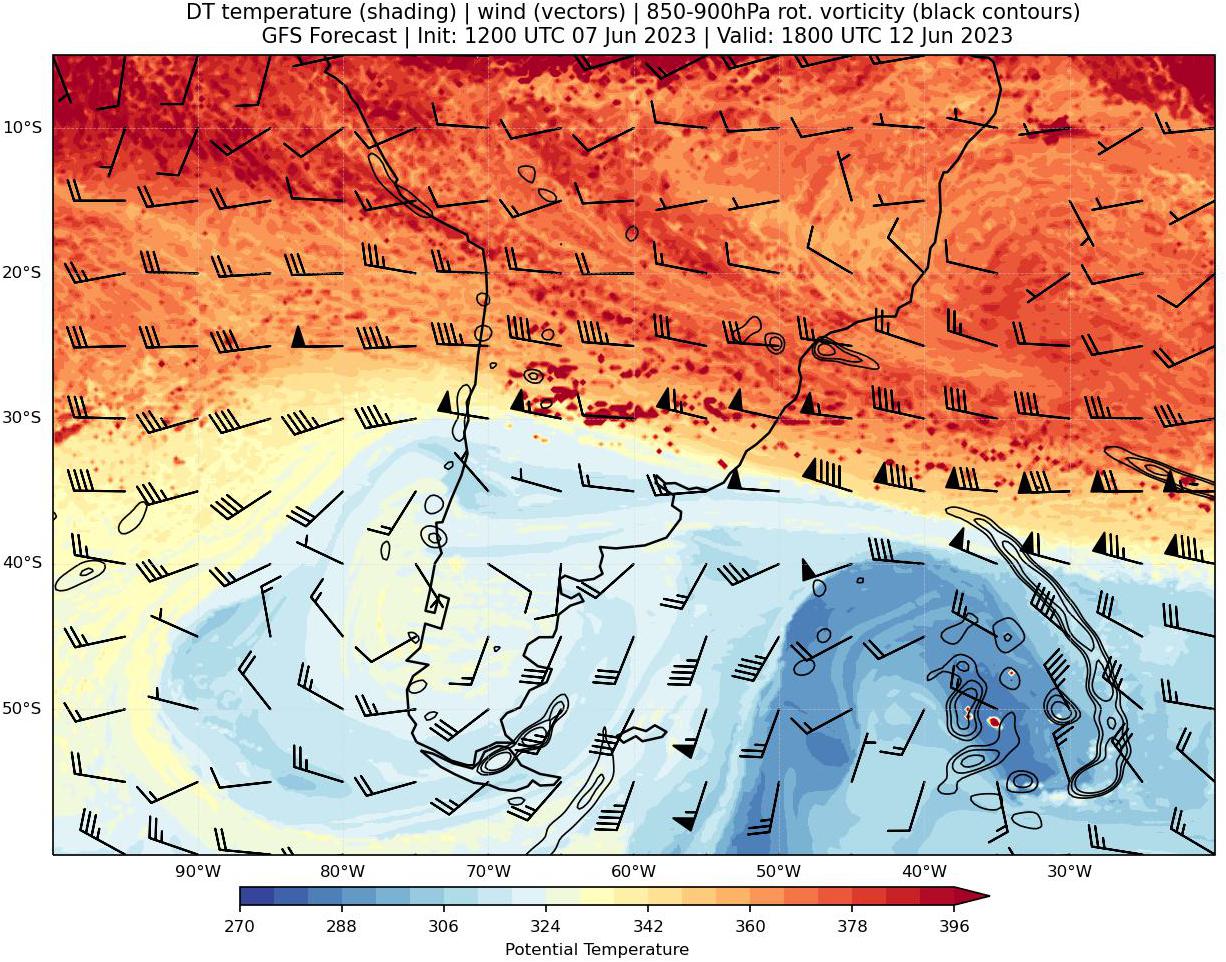 DT temperature (shading) | wind (vectors) | 850-900hPa rot. vorticity (black contours)
GFS Forecast | Init: 1200 UTC 07 Jun 2023 | Valid: 1800 UTC 12 Jun 2023
10°S
20°S
30°S
40°S
50°S
90°W 80°W 70°W 60°W 50°W 40°W 30°W
270 288 306 324 342 360 378 396
Potential Temperature